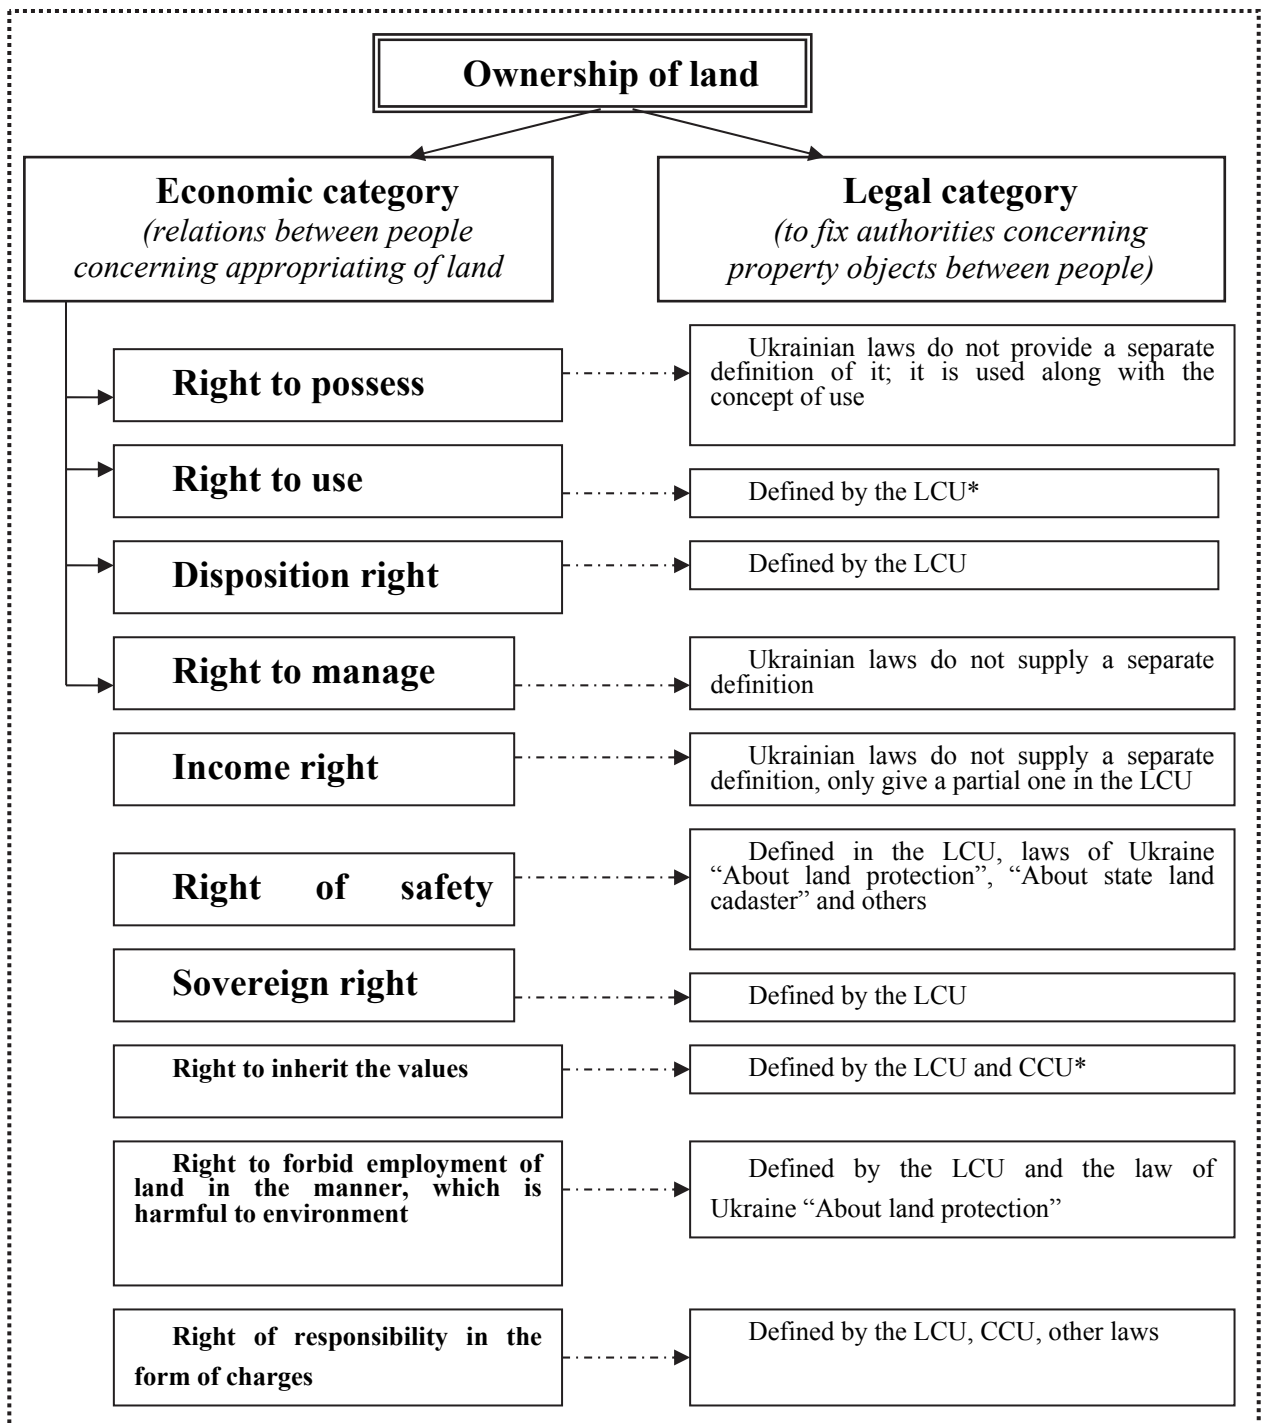 Ownership of land
Economic category
(relations between people
concerning appropriating of land
Legal category
(to fix authorities concerning
property objects between people)
Right to possess
Ukrainian laws do not provide a separate
definition of it; it is used along with the
concept of use
Right to use
Defined by the LCU*
Disposition right
Defined by the LCU
Right to manage
Ukrainian laws do not supply a separate
definition
Income right
Ukrainian laws do not supply a separate
definition, only give a partial one in the LCU
Right of safety
Defined in the LCU, laws of Ukraine
“About land protection”, “About state land
cadaster” and others
Sovereign right
Defined by the LCU
Right to inherit the values
Defined by the LCU and CCU*
Right to forbid employment of
land in the manner, which is
harmful to environment
Defined by the LCU and the law of
Ukraine “About land protection”
Right of responsibility in the
form of charges
Defined by the LCU, CCU, other laws